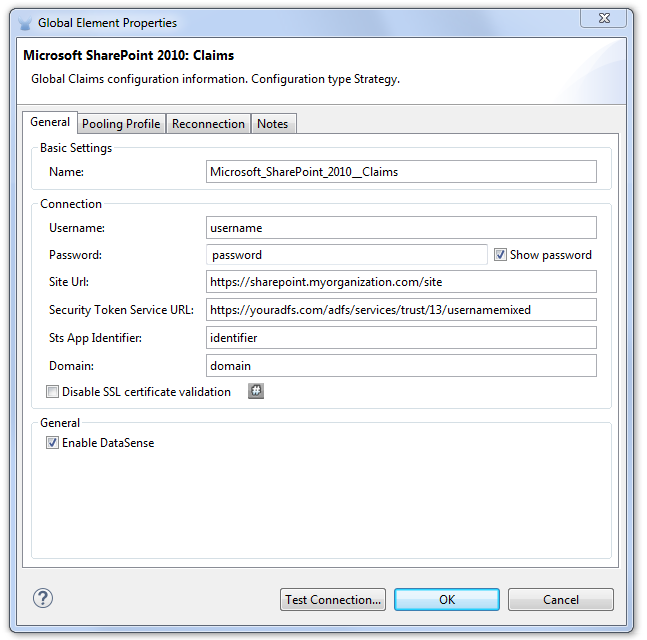 Global Element Properties
Microsoft SharePoint 2010: Claims
Global Claims configuration information. Configuration type Strategy.
General Pooling Profile Reconnection Notes
Basic Settings
Name: Microsoft_SharePoint_2010__Claims
Connection
Username: username
Password: password Show password
Site Url: https://sharepoint.myorganization.com/site
Security Token Service URL: https://youradfs.com/adfs/services/trust/13/usernamemixed
Sts App Identifier: identifier
Domain: domain
Disable SSL certificate validation #
General
Enable DataSense
? Test Connection... OK Cancel